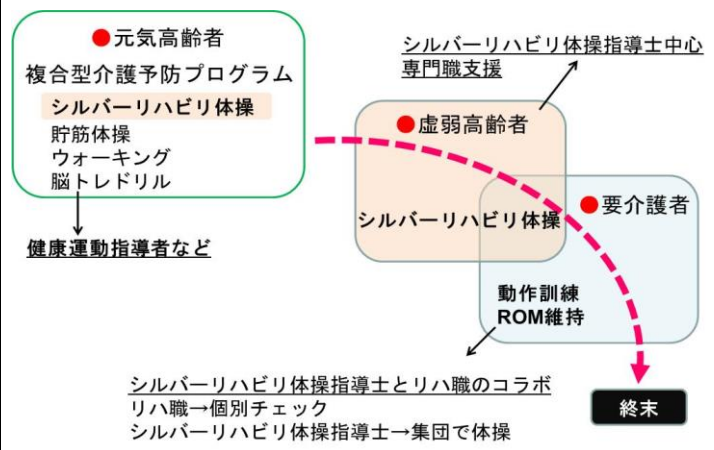 ●元気高齢者
複合型介護予防プログラム
シルバーリハビリ体操
貯筋体操
ウォーキング
脳トレドリル
健康運動指導者など
シルバーリハビリ体操指導士中心
専門職支援
●虚弱高齢者
シルバーリハビリ体操
●要介護者
動作訓練
ROM維持
シルバーリハビリ体操指導士とリハ職のコラボ
リハ職→個別チェック
シルバーリハビリ体操指導士→集団で体操
終末